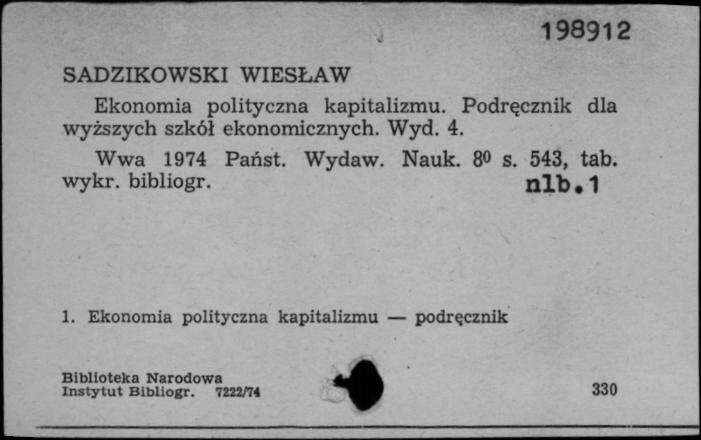 198912
SADZIKOWSKI WIESŁAW
Ekonomia polityczna kapitalizmu. Podręcznik dla
wyższych szkół ekonomicznych. Wyd. 4.
Wwa 1974 Państ. Wydaw. Nauk. 8⁰ s. 543, tab.
wykr. bibliogr. nlb.1
1. Ekonomia polityczna kapitalizmu — podręcznik
Biblioteka Narodowa
Instytut Bibliogr. 7222/74 330